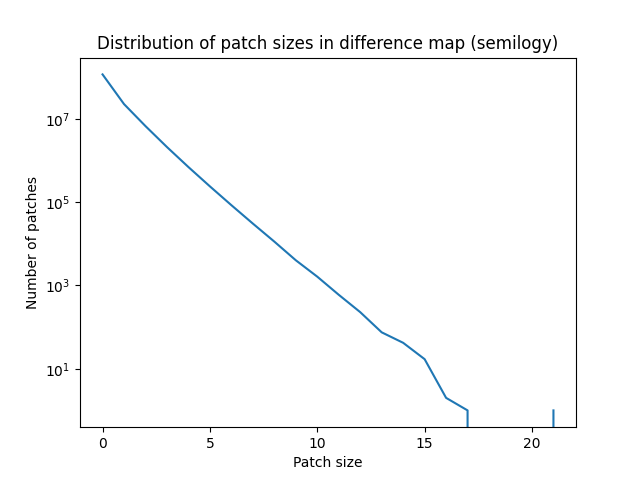 Distribution of patch sizes in difference map (semilogy)
Number of patches
10^7
10^5
10^3
10^1
0 5 10 15 20
Patch size